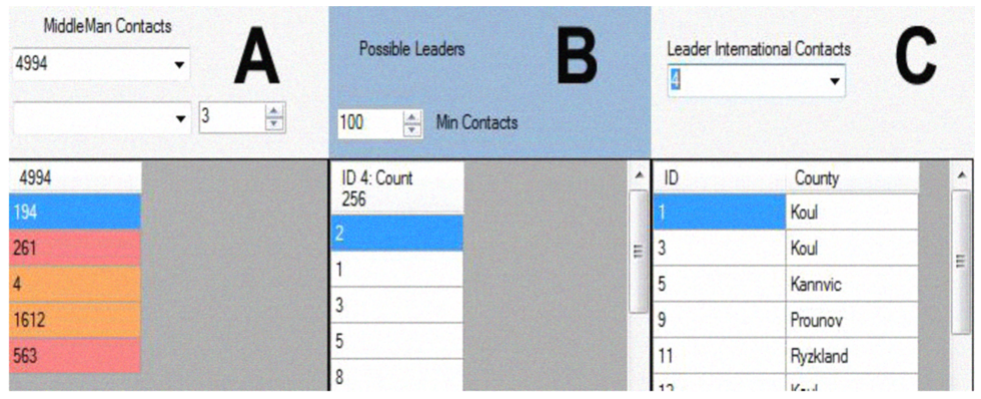 MiddleMan Contacts
A
4994
3
4994
194
261
4
1612
563
Possible Leaders
B
100 Min Contacts
ID 4: Count
256
2
1
3
5
8
Leader International Contacts
C
4
ID County
1 Koul
3 Koul
5 Kannvic
9 Prounov
11 Ryzkland